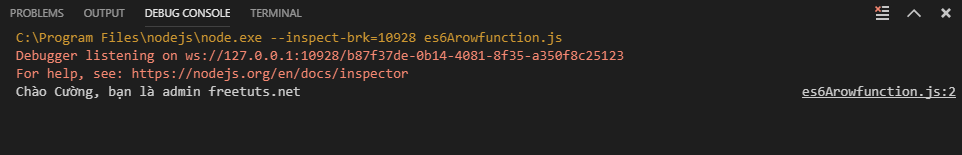 PROBLEMS OUTPUT DEBUG CONSOLE TERMINAL
C:\Program Files\nodejs\node.exe --inspect-brk=10928 es6Arowfunction.js
Debugger listening on ws://127.0.0.1:10928/b87f37de-0b14-4081-8f35-a350f8c25123
For help, see: https://nodejs.org/en/docs/inspector
Chào Cường, bạn là admin freetuts.net es6Arowfunction.js:2